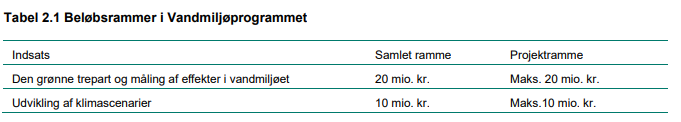 Tabel 2.1 Beløbsrammer i Vandmiljøprogrammet
Indsats Samlet ramme Projektramme
Den grønne trepart og måling af effekter i vandmiljøet 20 mio. kr. Maks. 20 mio. kr.
Udvikling af klimascenarier 10 mio. kr. Maks.10 mio. kr.